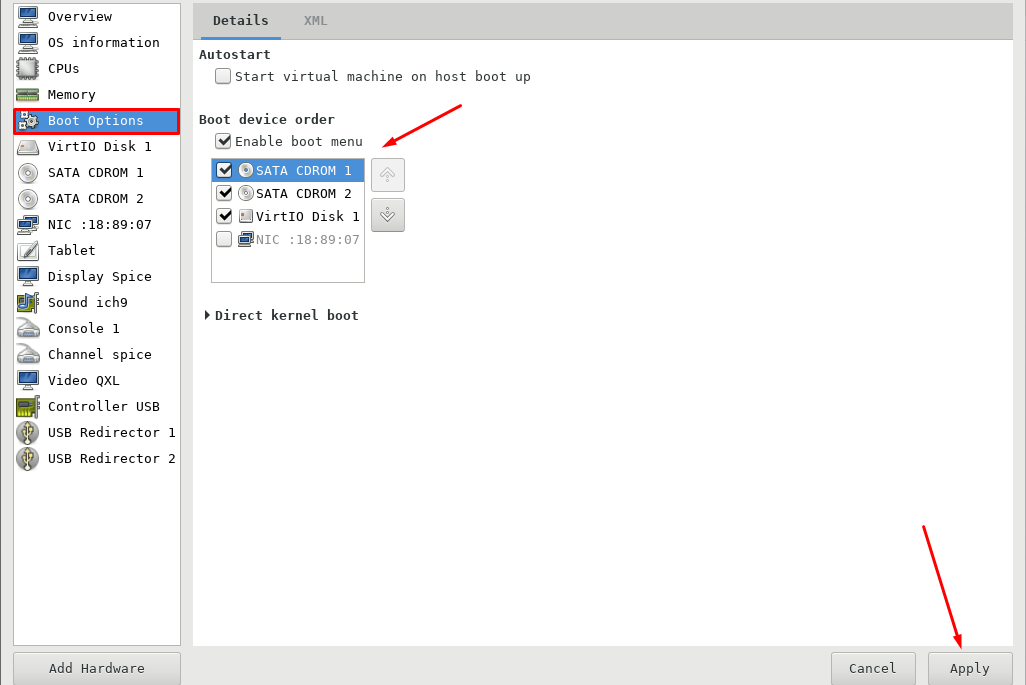 Overview
OS information
CPUs
Memory
Boot Options
VirtIO Disk 1
SATA CDROM 1
SATA CDROM 2
NIC :18:89:07
Tablet
Display Spice
Sound ich9
Console 1
Channel spice
Video QXL
Controller USB
USB Redirector 1
USB Redirector 2
Add Hardware
Details
XML
Autostart
Start virtual machine on host boot up
Boot device order
Enable boot menu
SATA CDROM 1
SATA CDROM 2
VirtIO Disk 1
NIC :18:89:07
Direct kernel boot
Cancel
Apply